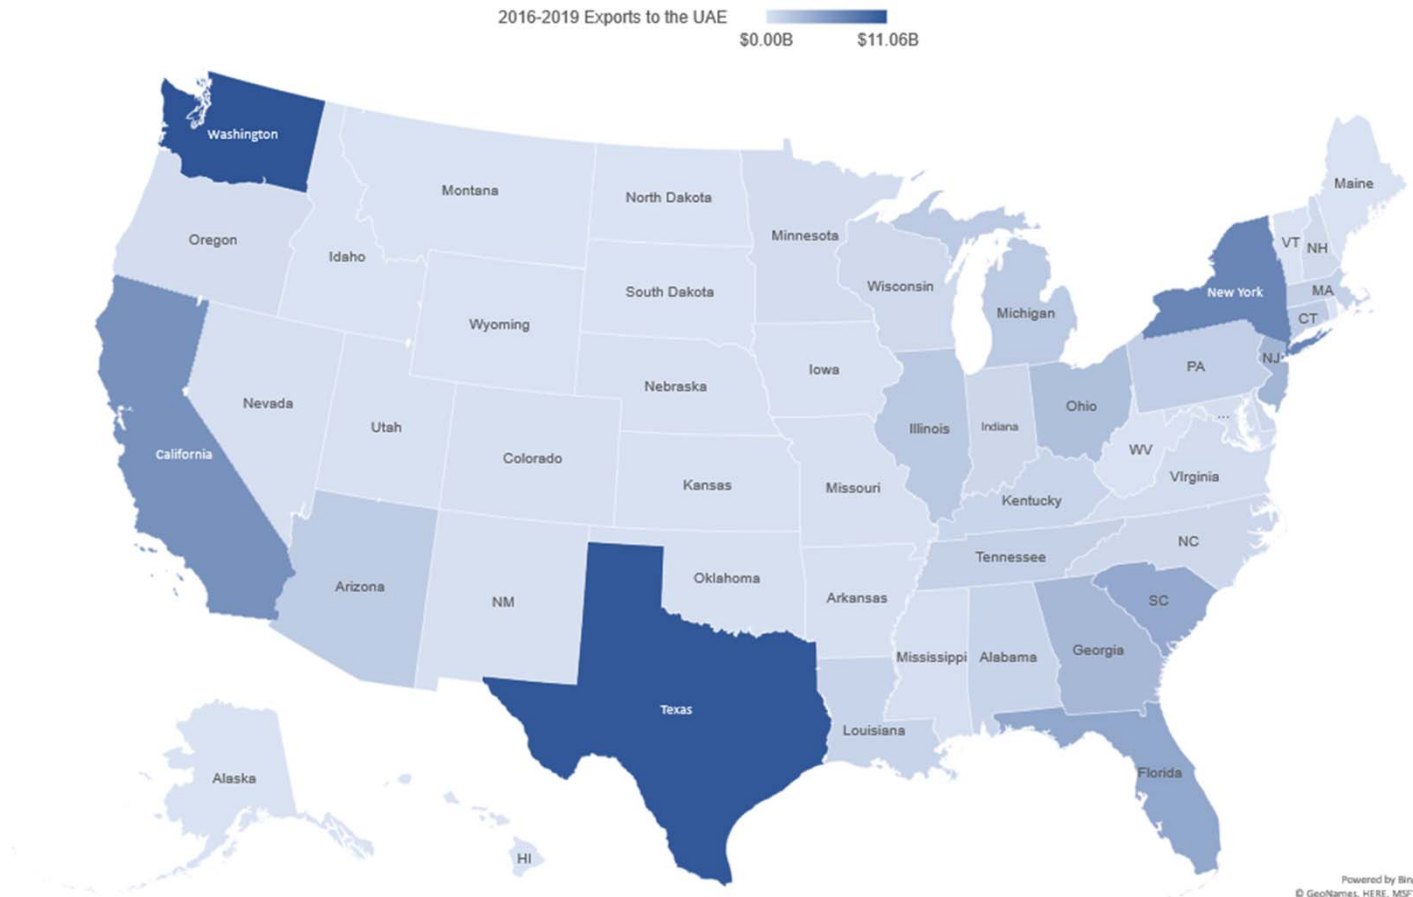 2016-2019 Exports to the UAE
$0.00B $11.06B
Washington
Montana
North Dakota
Minnesota
Maine
Oregon
Idaho
VT
NH
Wisconsin
South Dakota
New York
MA
Wyoming
Michigan
CT
Iowa
PA
NJ
Nebraska
Nevada
Utah
Illinois
Indiana
Ohio
...
California
Colorado
WV
Kansas
Missouri
Kentucky
VIrginia
NC
Tennessee
Arizona
NM
Oklahoma
Arkansas
SC
Mississippi
Alabama
Georgia
Texas
Louisiana
Florida
Alaska
HI
Powered by Bing
© GeoNames, HERE, MSFT